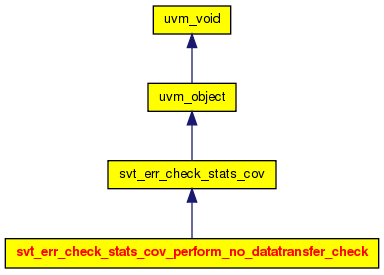 uvm_void
uvm_object
svt_err_check_stats_cov
svt_err_check_stats_cov_perform_no_datatransfer_check